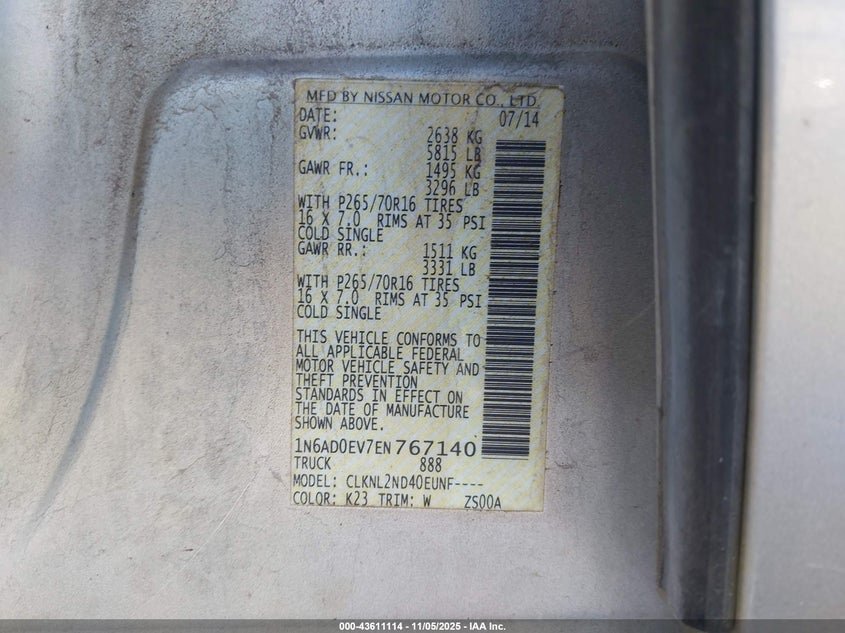 MFD BY NISSAN MOTOR CO., LTD.
DATE: 07/14
GVWR: 2638 KG
5815 LB
GAWR FR.: 1495 KG
3296 LB
WITH P265/70R16 TIRES
16 X 7.0 RIMS AT 35 PSI
COLD SINGLE
GAWR RR.: 1511 KG
3331 LB
WITH P265/70R16 TIRES
16 X 7.0 RIMS AT 35 PSI
COLD SINGLE
THIS VEHICLE CONFORMS TO
ALL APPLICABLE FEDERAL
MOTOR VEHICLE SAFETY AND
THEFT PREVENTION
STANDARDS IN EFFECT ON
THE DATE OF MANUFACTURE
SHOWN ABOVE.
1N6AD0EV7EN767140
TRUCK 888
MODEL: CLKNL2ND40EUNF----
COLOR: K23 TRIM: W ZS00A
000-43611114 - 11/05/2025 - IAA Inc.